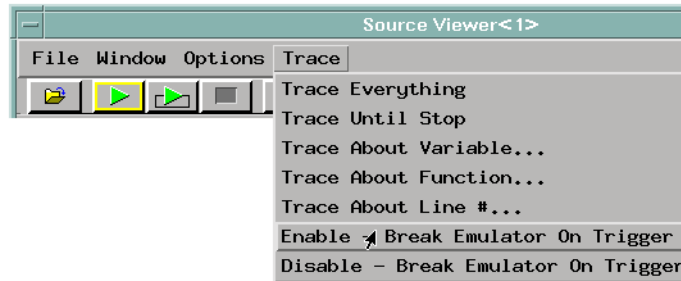 Source Viewer<1>
File Window Options Trace
Trace Everything
Trace Until Stop
Trace About Variable...
Trace About Function...
Trace About Line #...
Enable - Break Emulator On Trigger
Disable - Break Emulator On Trigger